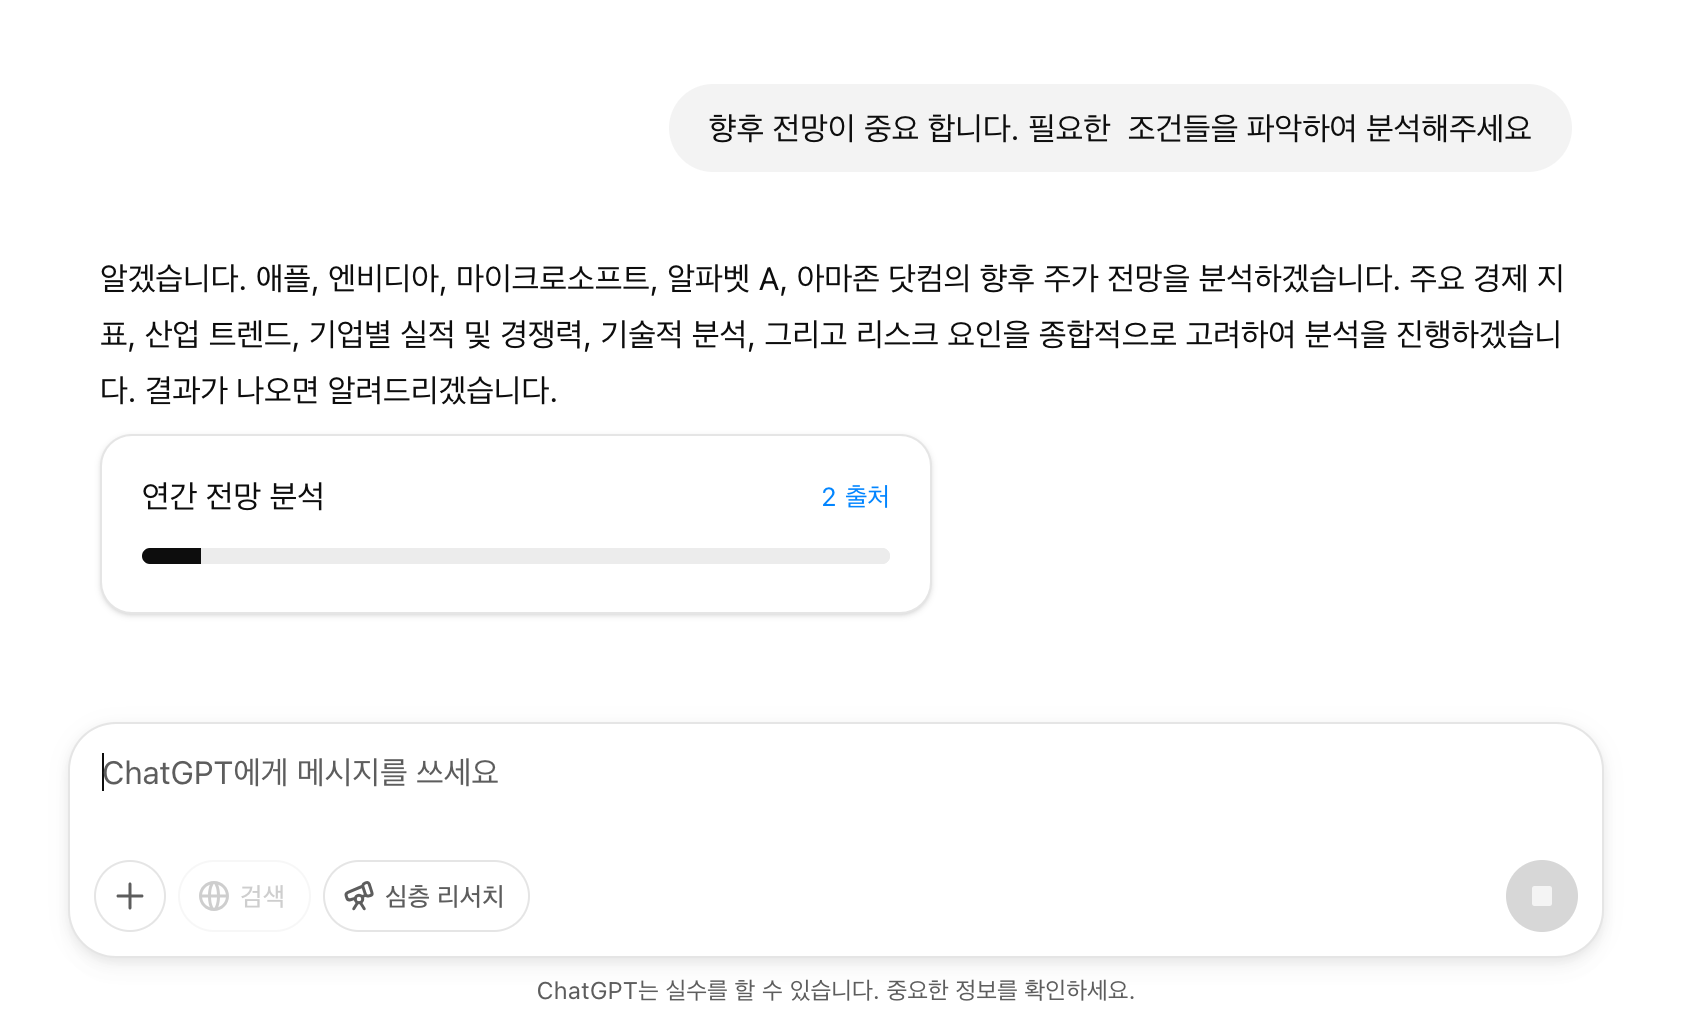 향후 전망이 중요 합니다. 필요한  조건들을 파악하여 분석해주세요
알겠습니다. 애플, 엔비디아, 마이크로소프트, 알파벳 A, 아마존 닷컴의 향후 주가 전망을 분석하겠습니다. 주요 경제 지
표, 산업 트렌드, 기업별 실적 및 경쟁력, 기술적 분석, 그리고 리스크 요인을 종합적으로 고려하여 분석을 진행하겠습니
다. 결과가 나오면 알려드리겠습니다.
연간 전망 분석
2 출처
ChatGPT에게 메시지를 쓰세요
검색
심층 리서치
ChatGPT는 실수를 할 수 있습니다. 중요한 정보를 확인하세요.